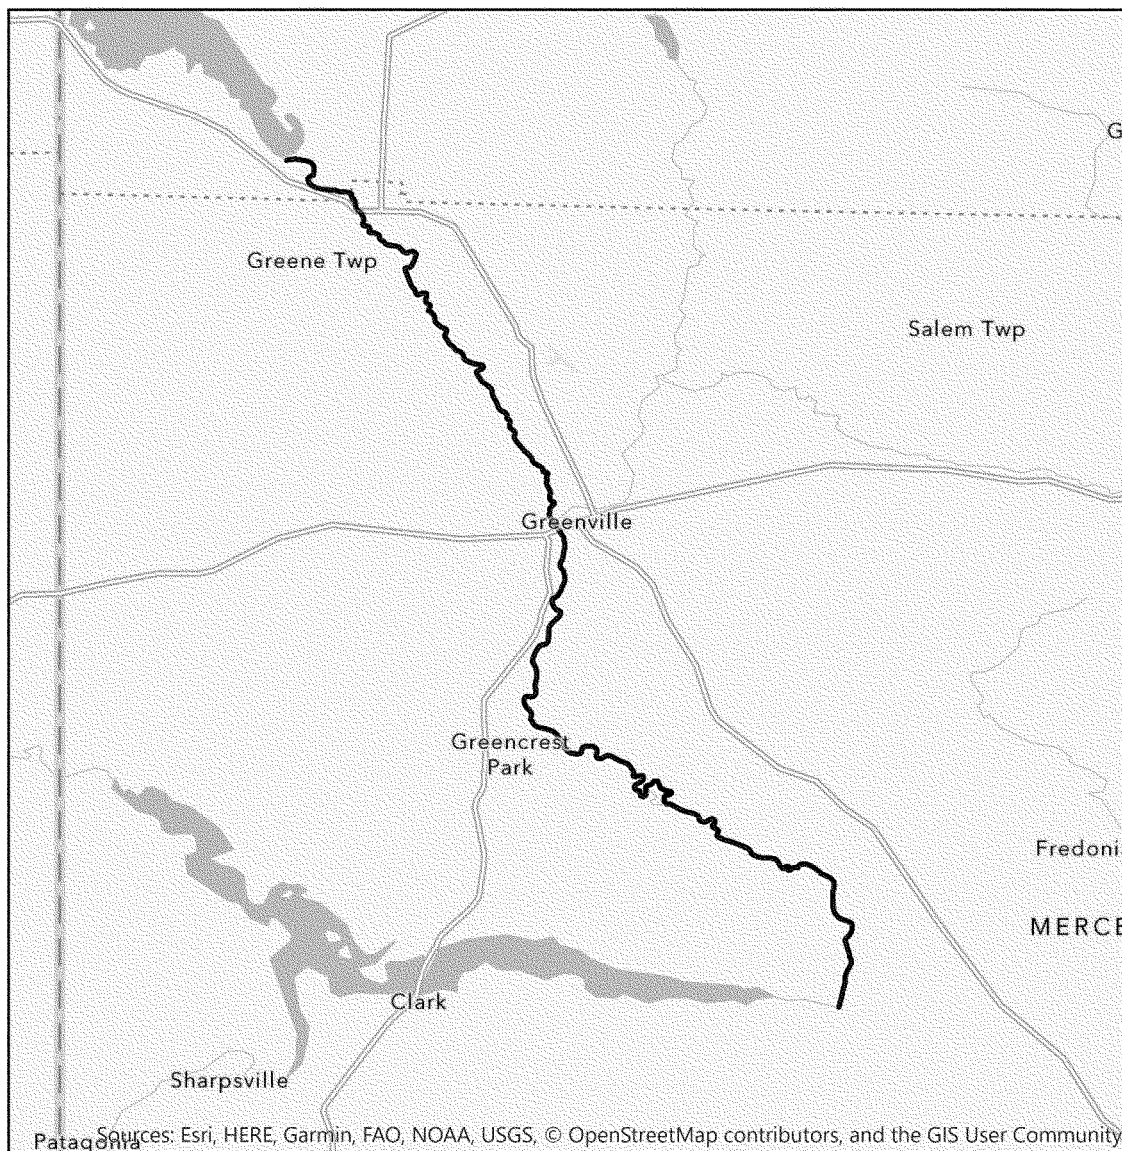 G
Greene Twp
Salem Twp
Greenville
Greencrest
Park
Fredonia
MERCE
Clark
Sharpsville
Patagonia
Sources: Esri, HERE, Garmin, FAO, NOAA, USGS, © OpenStreetMap contributors, and the GIS User Community